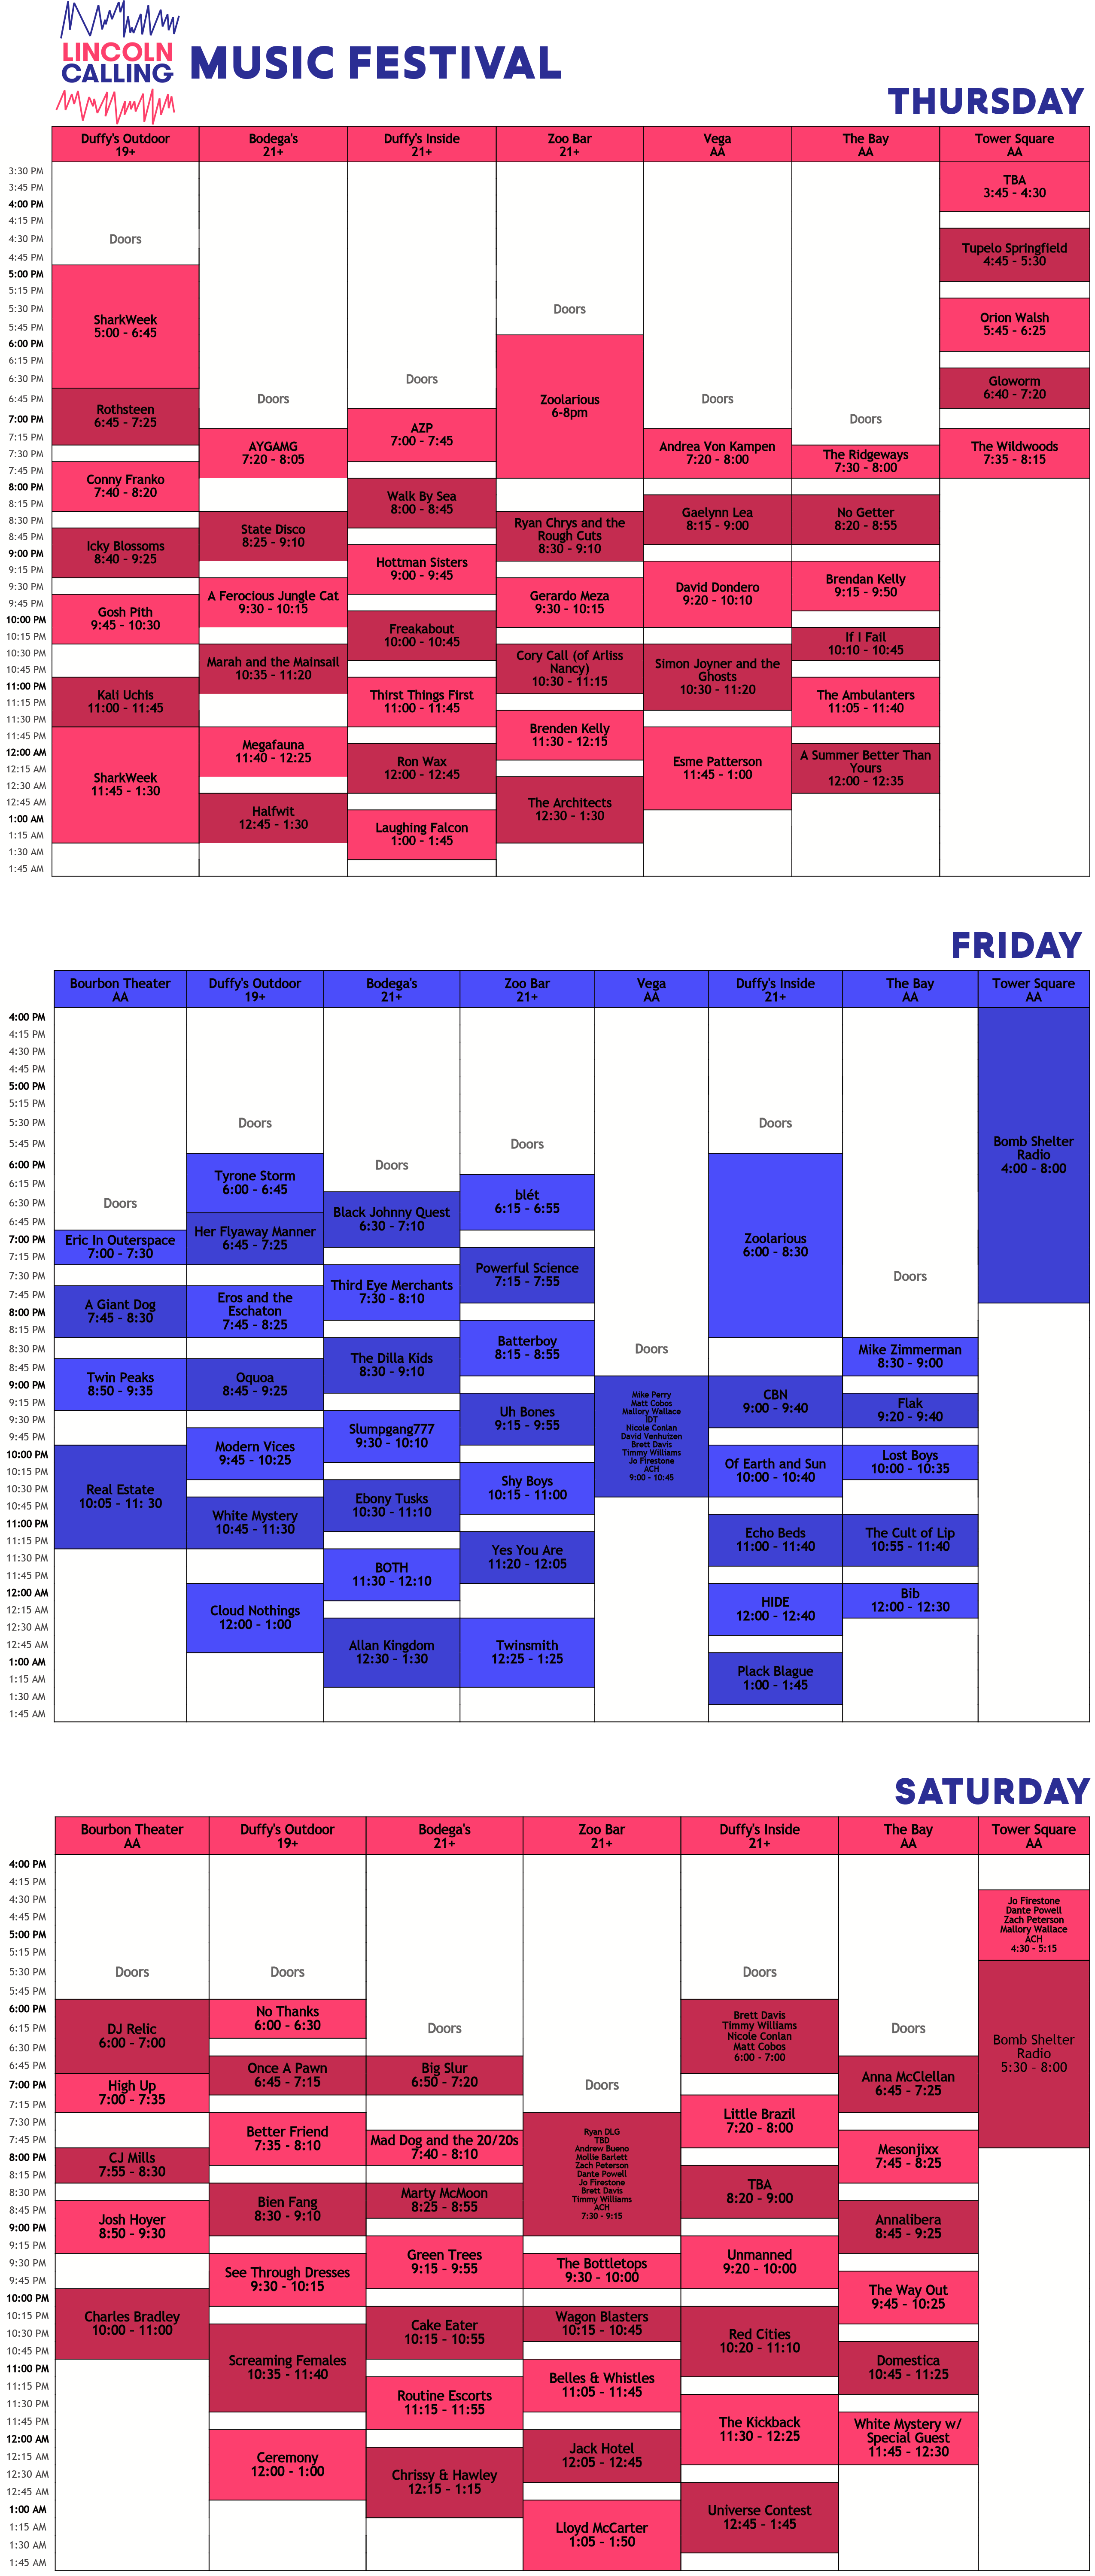 LINCOLN
CALLING
MUSIC FESTIVAL
THURSDAY
Duffy's Outdoor
19+
Bodega's
21+
Duffy's Inside
21+
Zoo Bar
21+
Vega
AA
The Bay
AA
Tower Square
AA
3:30 PM
3:45 PM
4:00 PM
4:15 PM
4:30 PM
4:45 PM
5:00 PM
5:15 PM
5:30 PM
5:45 PM
6:00 PM
6:15 PM
6:30 PM
6:45 PM
7:00 PM
7:15 PM
7:30 PM
7:45 PM
8:00 PM
8:15 PM
8:30 PM
8:45 PM
9:00 PM
9:15 PM
9:30 PM
9:45 PM
10:00 PM
10:15 PM
10:30 PM
10:45 PM
11:00 PM
11:15 PM
11:30 PM
11:45 PM
12:00 AM
12:15 AM
12:30 AM
12:45 AM
1:00 AM
1:15 AM
1:30 AM
1:45 AM
Doors
SharkWeek
5:00 - 6:45
Rothsteen
6:45 - 7:25
Conny Franko
7:40 - 8:20
Icky Blossoms
8:40 - 9:25
Gosh Pith
9:45 - 10:30
Kali Uchis
11:00 - 11:45
SharkWeek
11:45 - 1:30
Doors
AYGAMG
7:20 - 8:05
State Disco
8:25 - 9:10
A Ferocious Jungle Cat
9:30 - 10:15
Marah and the Mainsail
10:35 - 11:20
Megafauna
11:40 - 12:25
Halfwit
12:45 - 1:30
Doors
AZP
7:00 - 7:45
Walk By Sea
8:00 - 8:45
Hottman Sisters
9:00 - 9:45
Freakabout
10:00 - 10:45
Thirst Things First
11:00 - 11:45
Ron Wax
12:00 - 12:45
Laughing Falcon
1:00 - 1:45
Doors
Zoolarious
6-8pm
Ryan Chrys and the
Rough Cuts
8:30 - 9:10
Gerardo Meza
9:30 - 10:15
Cory Call (of Arliss
Nancy)
10:30 - 11:15
Brenden Kelly
11:30 - 12:15
The Architects
12:30 - 1:30
Doors
Andrea Von Kampen
7:20 - 8:00
Gaelynn Lea
8:15 - 9:00
David Dondero
9:20 - 10:10
Simon Joyner and the
Ghosts
10:30 - 11:20
Esme Patterson
11:45 - 1:00
Doors
The Ridgeways
7:30 - 8:00
No Getter
8:20 - 8:55
Brendan Kelly
9:15 - 9:50
If I Fail
10:10 - 10:45
The Ambulanters
11:05 - 11:40
A Summer Better Than
Yours
12:00 - 12:35
TBA
3:45 - 4:30
Tupelo Springfield
4:45 - 5:30
Orion Walsh
5:45 - 6:25
Gloworm
6:40 - 7:20
The Wildwoods
7:35 - 8:15
FRIDAY
Bourbon Theater
AA
Duffy's Outdoor
19+
Bodega's
21+
Zoo Bar
21+
Vega
AA
Duffy's Inside
21+
The Bay
AA
Tower Square
AA
4:00 PM
4:15 PM
4:30 PM
4:45 PM
5:00 PM
5:15 PM
5:30 PM
5:45 PM
6:00 PM
6:15 PM
6:30 PM
6:45 PM
7:00 PM
7:15 PM
7:30 PM
7:45 PM
8:00 PM
8:15 PM
8:30 PM
8:45 PM
9:00 PM
9:15 PM
9:30 PM
9:45 PM
10:00 PM
10:15 PM
10:30 PM
10:45 PM
11:00 PM
11:15 PM
11:30 PM
11:45 PM
12:00 AM
12:15 AM
12:30 AM
12:45 AM
1:00 AM
1:15 AM
1:30 AM
1:45 AM
Doors
Eric In Outerspace
7:00 - 7:30
A Giant Dog
7:45 - 8:30
Twin Peaks
8:50 - 9:35
Real Estate
10:05 - 11: 30
Doors
Tyrone Storm
6:00 - 6:45
Her Flyaway Manner
6:45 - 7:25
Eros and the
Eschaton
7:45 - 8:25
Oquoa
8:45 - 9:25
Modern Vices
9:45 - 10:25
White Mystery
10:45 - 11:30
Cloud Nothings
12:00 - 1:00
Doors
Black Johnny Quest
6:30 - 7:10
Third Eye Merchants
7:30 - 8:10
The Dilla Kids
8:30 - 9:10
Slumpgang777
9:30 - 10:10
Ebony Tusks
10:30 - 11:10
BOTH
11:30 - 12:10
Allan Kingdom
12:30 - 1:30
Doors
blét
6:15 - 6:55
Powerful Science
7:15 - 7:55
Batterboy
8:15 - 8:55
Uh Bones
9:15 - 9:55
Shy Boys
10:15 - 11:00
Yes You Are
11:20 - 12:05
Twinsmith
12:25 - 1:25
Doors
Mike Perry
Matt Cobos
Mallory Wallace
IDT
Nicole Conlan
David Venhuizen
Brett Davis
Timmy Williams
Jo Firestone
ACH
9:00 - 10:45
Doors
Zoolarious
6:00 - 8:30
CBN
9:00 - 9:40
Of Earth and Sun
10:00 - 10:40
Echo Beds
11:00 - 11:40
HIDE
12:00 - 12:40
Plack Blague
1:00 - 1:45
Doors
Mike Zimmerman
8:30 - 9:00
Flak
9:20 - 9:40
Lost Boys
10:00 - 10:35
The Cult of Lip
10:55 - 11:40
Bib
12:00 - 12:30
Bomb Shelter
Radio
4:00 - 8:00
SATURDAY
Bourbon Theater
AA
Duffy's Outdoor
19+
Bodega's
21+
Zoo Bar
21+
Duffy's Inside
21+
The Bay
AA
Tower Square
AA
4:00 PM
4:15 PM
4:30 PM
4:45 PM
5:00 PM
5:15 PM
5:30 PM
5:45 PM
6:00 PM
6:15 PM
6:30 PM
6:45 PM
7:00 PM
7:15 PM
7:30 PM
7:45 PM
8:00 PM
8:15 PM
8:30 PM
8:45 PM
9:00 PM
9:15 PM
9:30 PM
9:45 PM
10:00 PM
10:15 PM
10:30 PM
10:45 PM
11:00 PM
11:15 PM
11:30 PM
11:45 PM
12:00 AM
12:15 AM
12:30 AM
12:45 AM
1:00 AM
1:15 AM
1:30 AM
1:45 AM
Doors
DJ Relic
6:00 - 7:00
High Up
7:00 - 7:35
CJ Mills
7:55 - 8:30
Josh Hoyer
8:50 - 9:30
Charles Bradley
10:00 - 11:00
Doors
No Thanks
6:00 - 6:30
Once A Pawn
6:45 - 7:15
Better Friend
7:35 - 8:10
Bien Fang
8:30 - 9:10
See Through Dresses
9:30 - 10:15
Screaming Females
10:35 - 11:40
Ceremony
12:00 - 1:00
Doors
Big Slur
6:50 - 7:20
Mad Dog and the 20/20s
7:40 - 8:10
Marty McMoon
8:25 - 8:55
Green Trees
9:15 - 9:55
Cake Eater
10:15 - 10:55
Routine Escorts
11:15 - 11:55
Chrissy & Hawley
12:15 - 1:15
Doors
Ryan DLG
TBD
Andrew Bueno
Mollie Barlett
Zach Peterson
Dante Powell
Jo Firestone
Brett Davis
Timmy Williams
ACH
7:30 - 9:15
The Bottletops
9:30 - 10:00
Wagon Blasters
10:15 - 10:45
Belles & Whistles
11:05 - 11:45
Jack Hotel
12:05 - 12:45
Lloyd McCarter
1:05 - 1:50
Doors
Brett Davis
Timmy Williams
Nicole Conlan
Matt Cobos
6:00 - 7:00
Little Brazil
7:20 - 8:00
TBA
8:20 - 9:00
Unmanned
9:20 - 10:00
Red Cities
10:20 - 11:10
The Kickback
11:30 - 12:25
Universe Contest
12:45 - 1:45
Doors
Anna McClellan
6:45 - 7:25
Mesonjixx
7:45 - 8:25
Annalibera
8:45 - 9:25
The Way Out
9:45 - 10:25
Domestica
10:45 - 11:25
White Mystery w/
Special Guest
11:45 - 12:30
Jo Firestone
Dante Powell
Zach Peterson
Mallory Wallace
ACH
4:30 - 5:15
Bomb Shelter
Radio
5:30 - 8:00